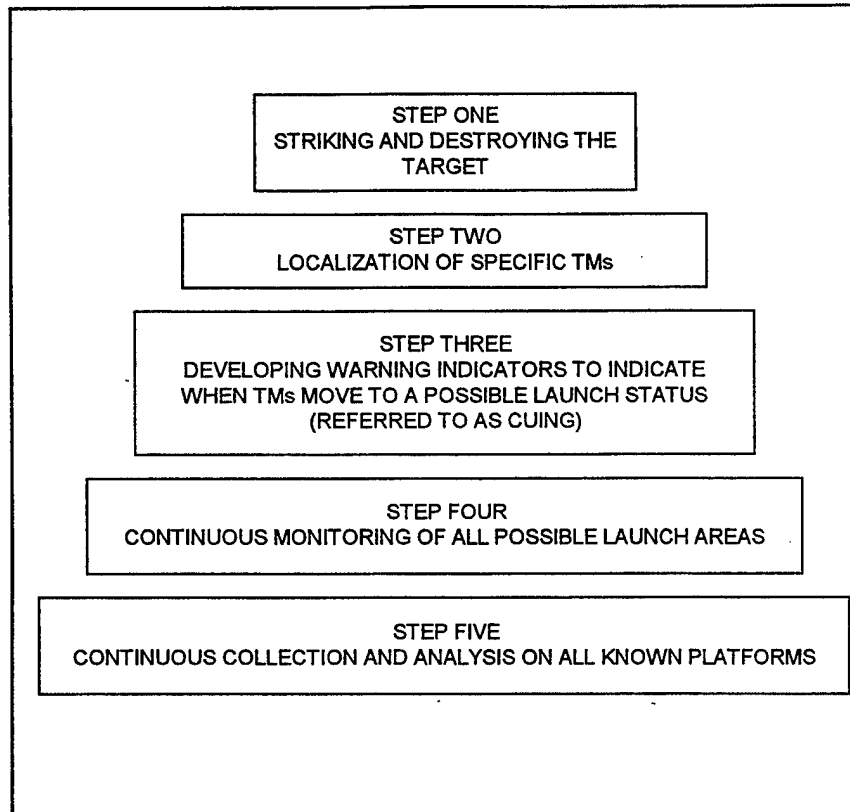 STEP ONE
STRIKING AND DESTROYING THE
TARGET
STEP TWO
LOCALIZATION OF SPECIFIC TMs
STEP THREE
DEVELOPING WARNING INDICATORS TO INDICATE
WHEN TMs MOVE TO A POSSIBLE LAUNCH STATUS
(REFERRED TO AS CUING)
STEP FOUR
CONTINUOUS MONITORING OF ALL POSSIBLE LAUNCH AREAS
STEP FIVE
CONTINUOUS COLLECTION AND ANALYSIS ON ALL KNOWN PLATFORMS